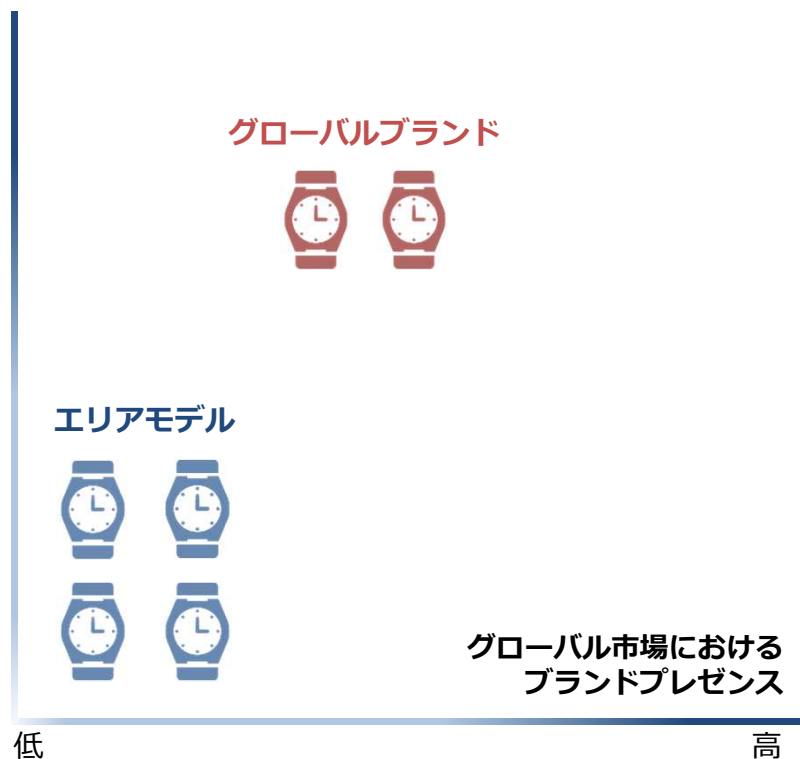 グローバルブランド
エリアモデル
グローバル市場における
ブランドプレゼンス
低
高